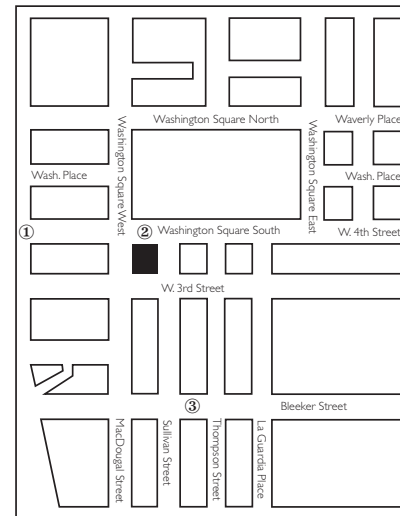 Washington Square North
Waverly Place
Washington Square West
Washington Square East
Wash. Place
Wash. Place
①
②
Washington Square South
W. 4th Street
W. 3rd Street
③
Bleeker Street
MacDougal Street
Sullivan Street
Thompson Street
La Guardia Place